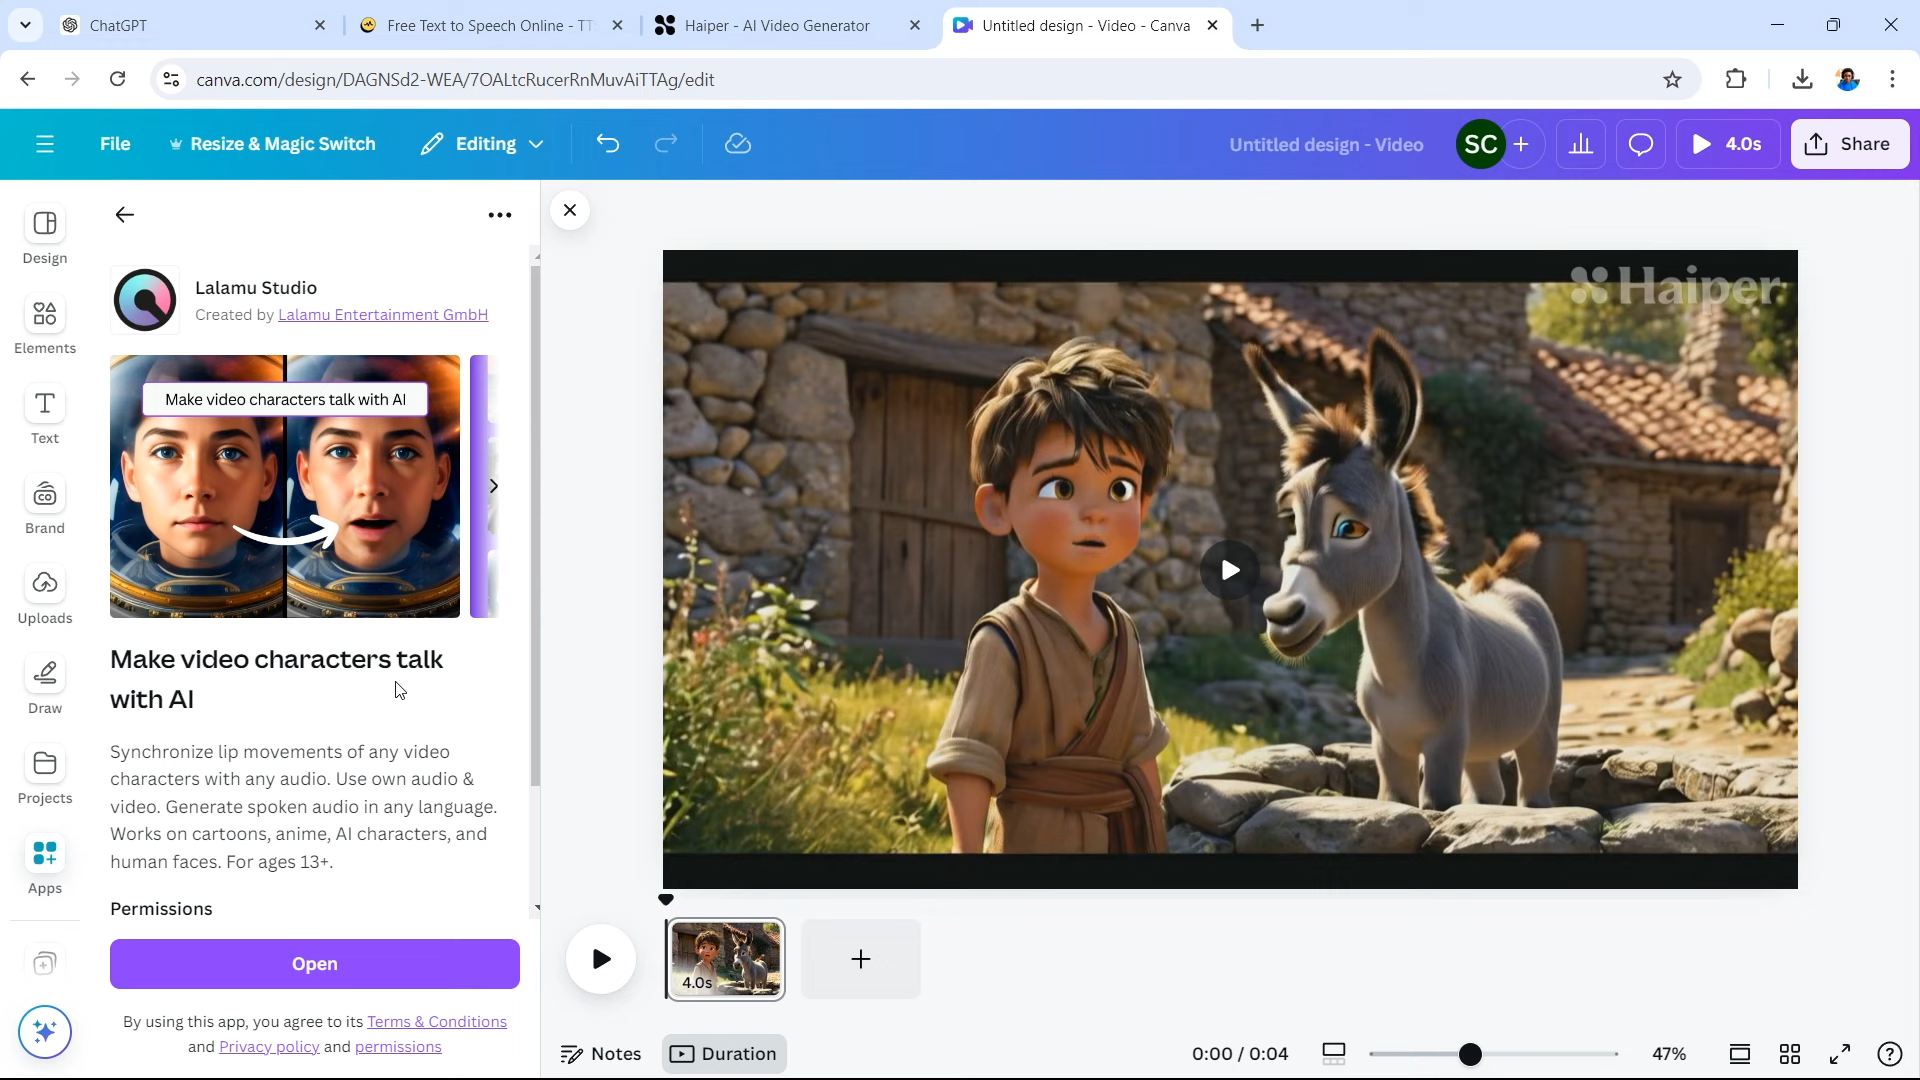 ChatGPT
Free Text to Speech Online - TTS
Haiper - AI Video Generator
Untitled design - Video - Canva
canva.com/design/DAGNSd2-WEA/7OALtcRucerRnMuvAiTTAg/edit
File
Resize & Magic Switch
Editing
Untitled design - Video
SC
4.0s
Share
Design
Elements
Text
Brand
Uploads
Draw
Projects
Apps
Lalamu Studio
Created by Lalamu Entertainment GmbH
Make video characters talk with AI
Make video characters talk
with AI
Synchronize lip movements of any video
characters with any audio. Use own audio &
video. Generate spoken audio in any language.
Works on cartoons, anime, AI characters, and
human faces. For ages 13+.
Permissions
Open
By using this app, you agree to its Terms & Conditions
and Privacy policy and permissions
Haiper
4.0s
Notes
Duration
0:00 / 0:04
47%